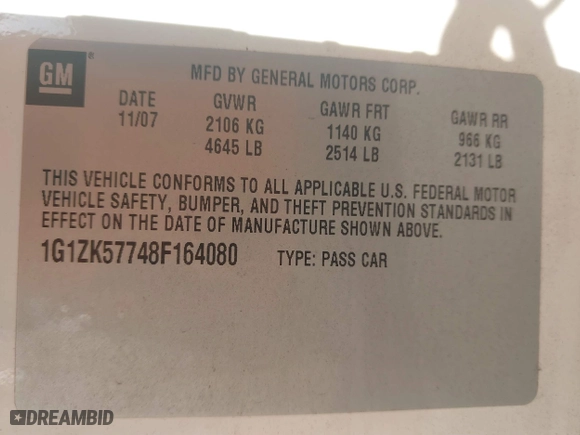 GM
MFD BY GENERAL MOTORS CORP.
DATE GVWR GAWR FRT GAWR RR
11/07 2106 KG 1140 KG 966 KG
4645 LB 2514 LB 2131 LB
THIS VEHICLE CONFORMS TO ALL APPLICABLE U.S. FEDERAL MOTOR
VEHICLE SAFETY, BUMPER, AND THEFT PREVENTION STANDARDS IN
EFFECT ON THE DATE OF MANUFACTURE SHOWN ABOVE.
1G1ZK57748F164080 TYPE: PASS CAR
DREAMBID